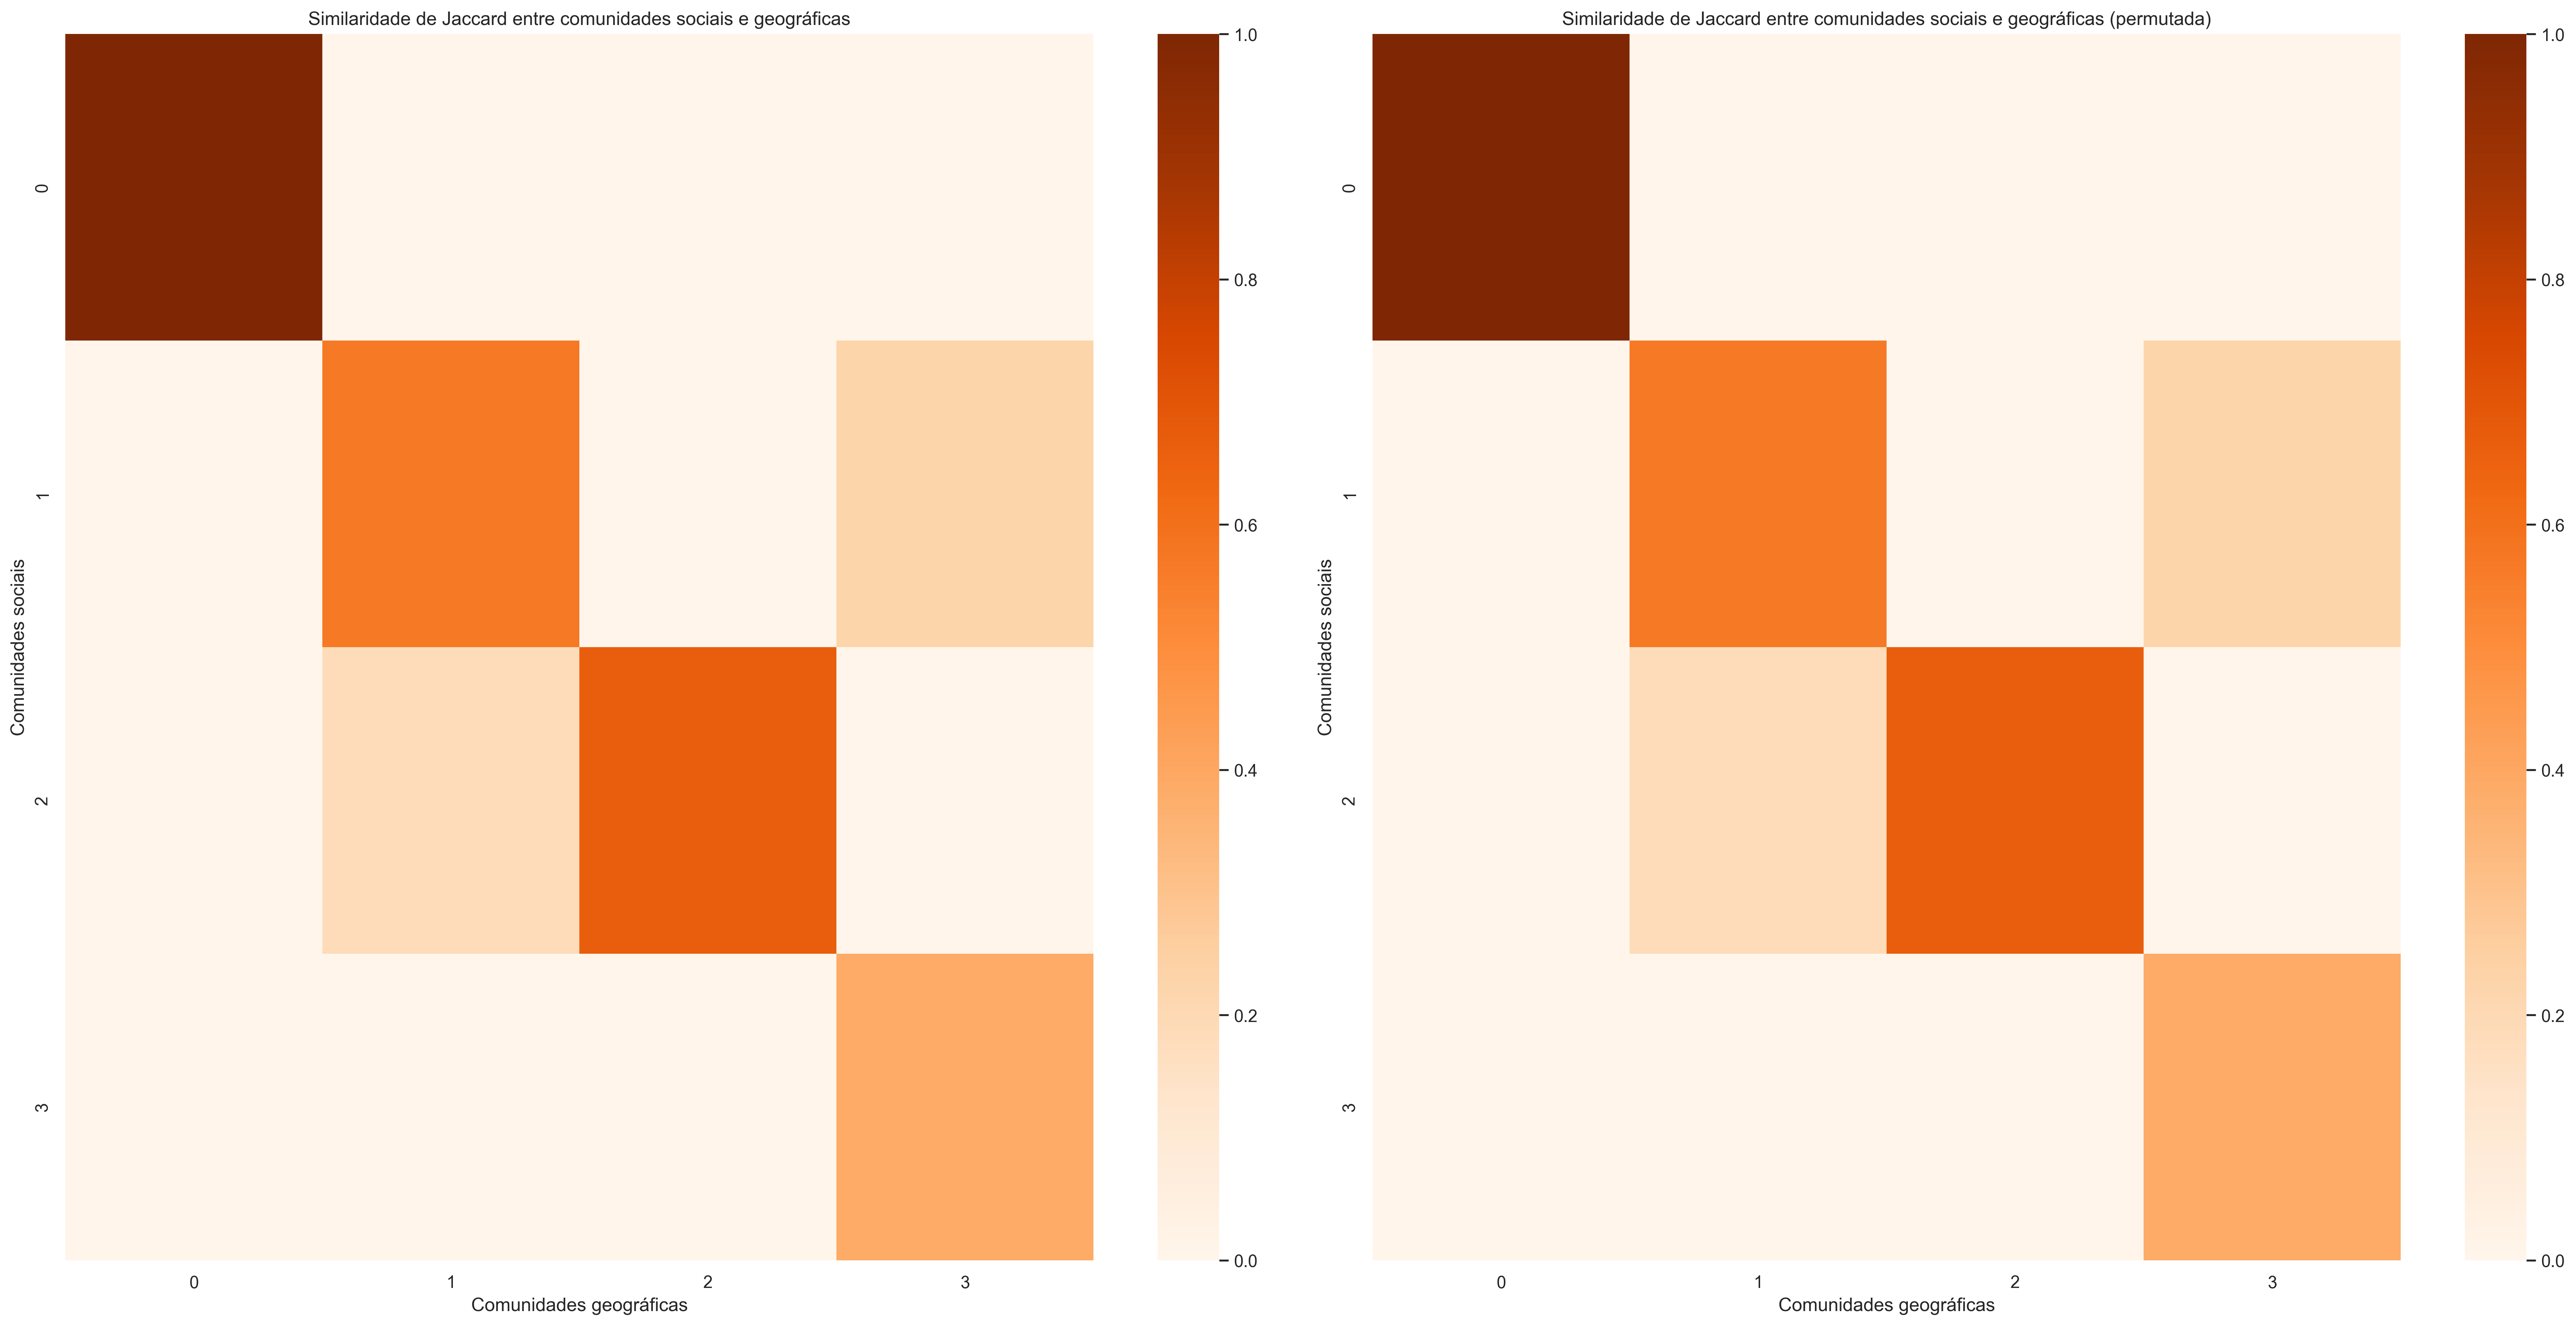 Similaridade de Jaccard entre comunidades sociais e geográficas
Comunidades sociais
0
1
2
3
0 1 2 3
Comunidades geográficas
1.0
0.8
0.6
0.4
0.2
0.0
Similaridade de Jaccard entre comunidades sociais e geográficas (permutada)
Comunidades sociais
0
1
2
3
0 1 2 3
Comunidades geográficas
1.0
0.8
0.6
0.4
0.2
0.0